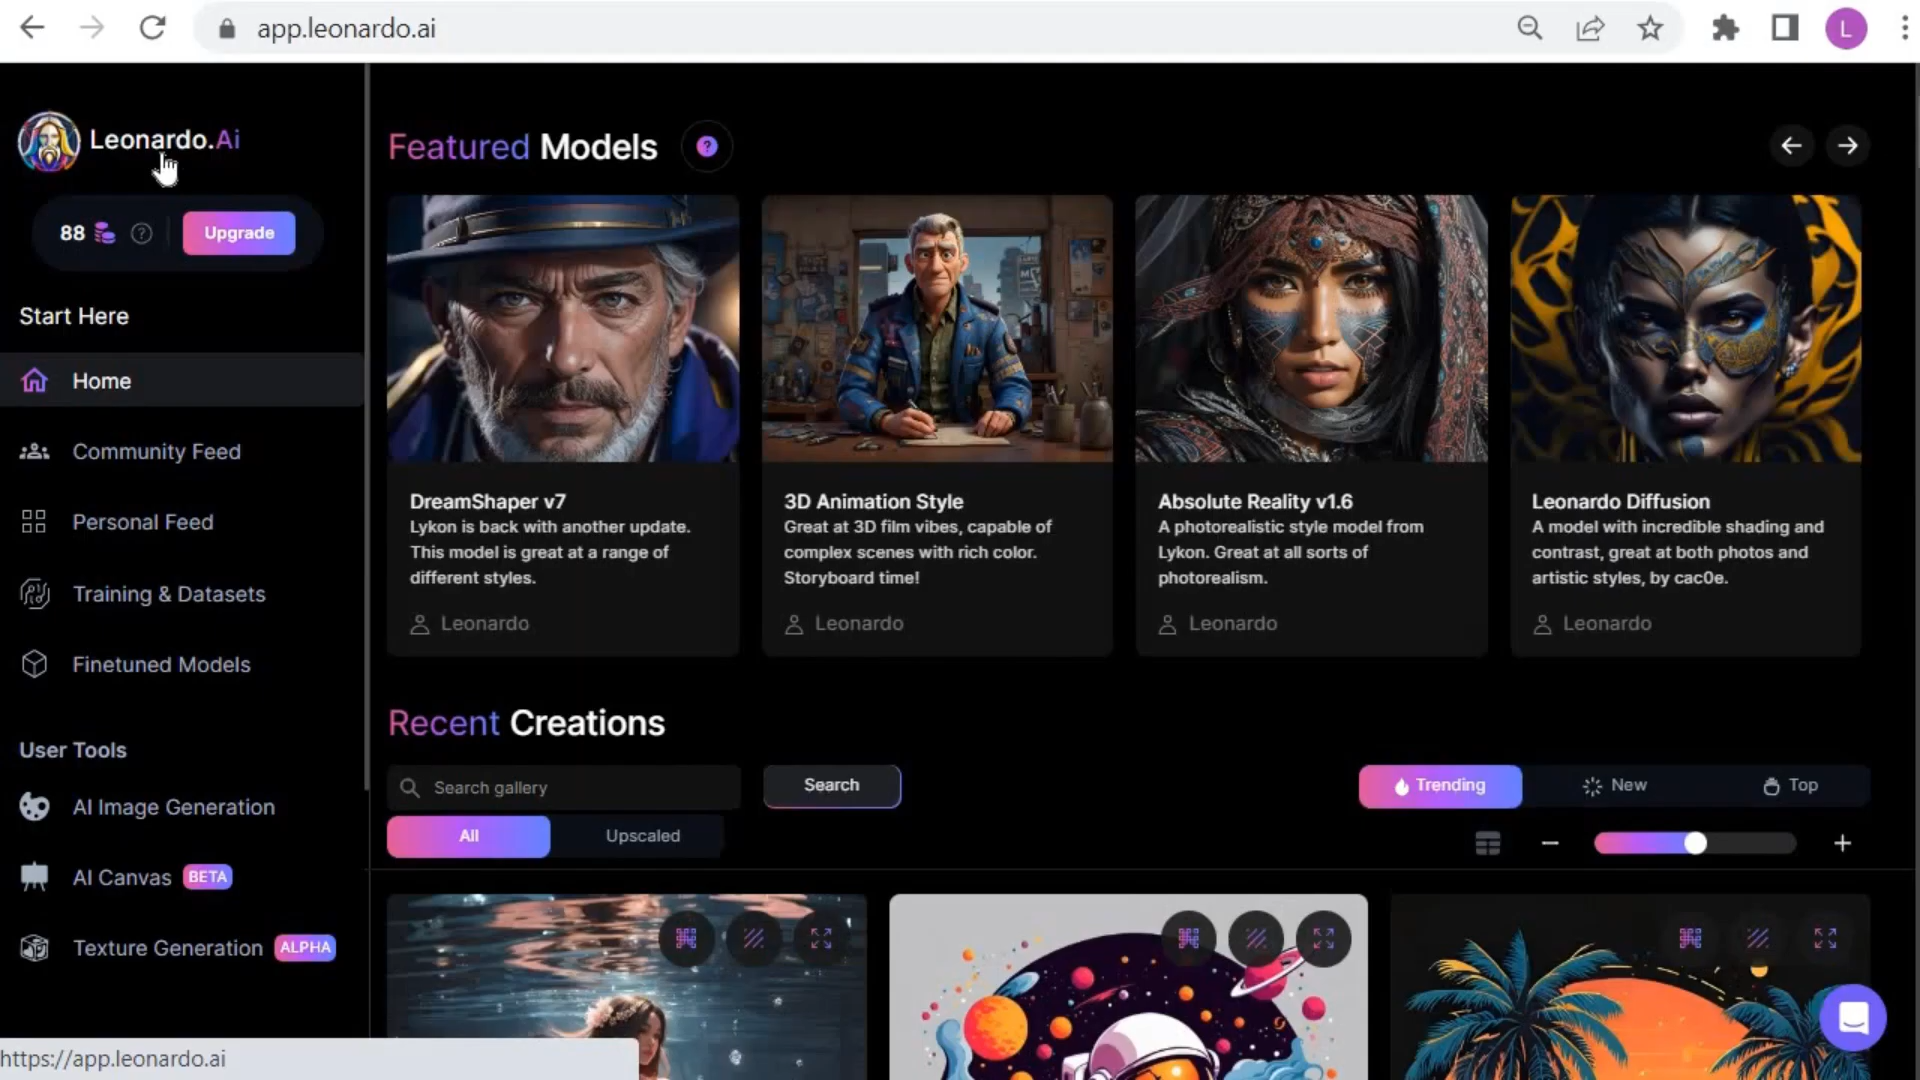 app.leonardo.ai
L
Leonardo.Ai
88
Upgrade
Start Here
Home
Community Feed
Personal Feed
Training & Datasets
Finetuned Models
User Tools
AI Image Generation
AI Canvas BETA
Texture Generation ALPHA
https://app.leonardo.ai
Featured Models
DreamShaper v7
Lykon is back with another update.
This model is great at a range of
different styles.
Leonardo
3D Animation Style
Great at 3D film vibes, capable of
complex scenes with rich color.
Storyboard time!
Leonardo
Absolute Reality v1.6
A photorealistic style model from
Lykon. Great at all sorts of
photorealism.
Leonardo
Leonardo Diffusion
A model with incredible shading and
contrast, great at both photos and
artistic styles, by cac0e.
Leonardo
Recent Creations
Search gallery
Search
Trending
New
Top
All
Upscaled